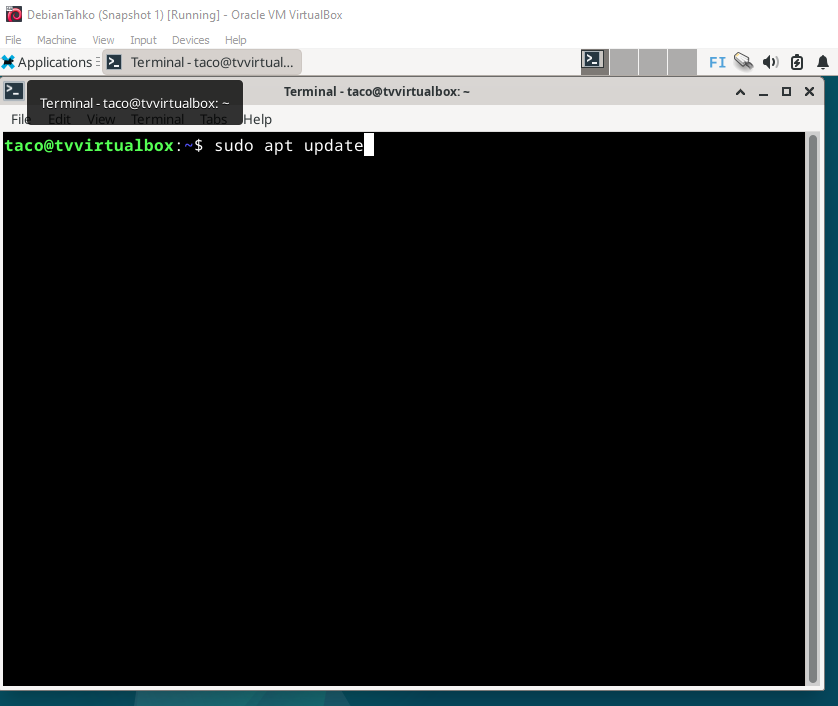 DebianTahko (Snapshot 1) [Running] - Oracle VM VirtualBox
File Machine View Input Devices Help
Applications Terminal - taco@tvvirtual... FI
Terminal - taco@tvvirtualbox: ~
Terminal - taco@tvvirtualbox: ~
File Edit View Terminal Tabs Help
taco@tvvirtualbox:~$ sudo apt update